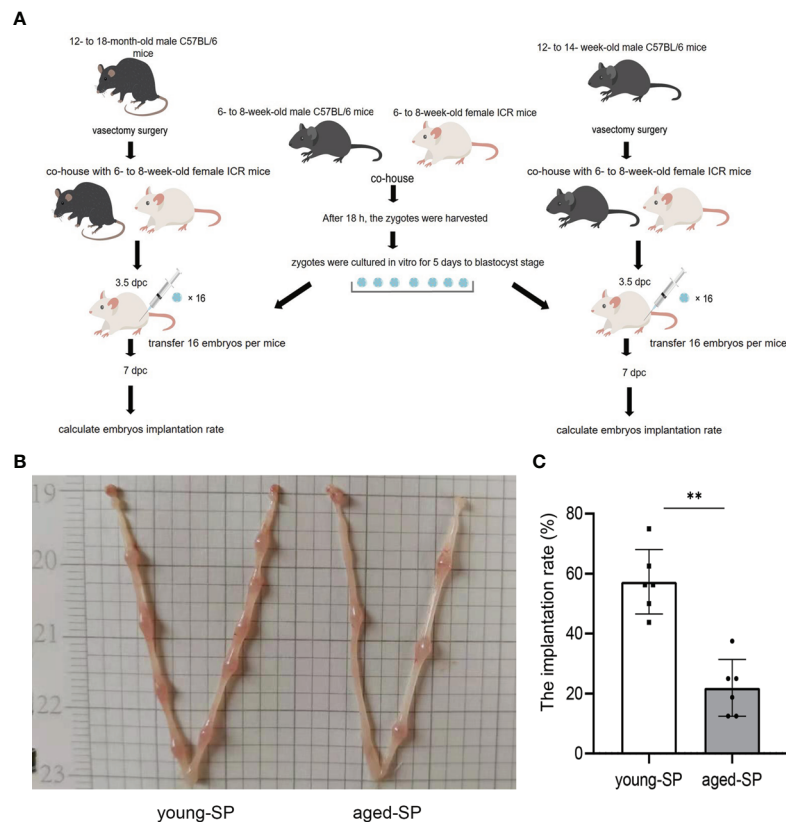 A
12- to 18-month-old male C57BL/6
mice
vasectomy surgery
co-house with 6- to 8-week-old female ICR mice
3.5 dpc
× 16
transfer 16 embryos per mice
7 dpc
calculate embryos implantation rate
6- to 8-week-old male C57BL/6 mice
6- to 8-week-old female ICR mice
co-house
After 18 h, the zygotes were harvested
zygotes were cultured in vitro for 5 days to blastocyst stage
12- to 14- week-old male C57BL/6 mice
vasectomy surgery
co-house with 6- to 8-week-old female ICR mice
3.5 dpc
× 16
transfer 16 embryos per mice
7 dpc
calculate embryos implantation rate
B
19
20
21
22
23
young-SP
aged-SP
C
The implantation rate (%)
80
60
40
20
0
**
young-SP
aged-SP